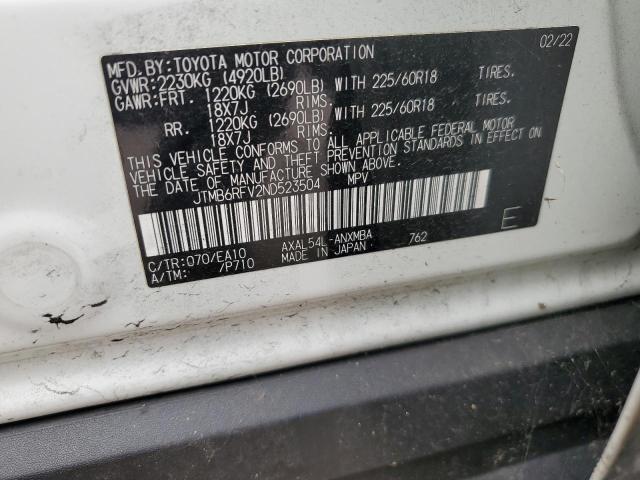 MFD.BY:TOYOTA MOTOR CORPORATION 02/22
GVWR:2230KG (4920LB)
GAWR:FRT. 1220KG (2690LB) WITH 225/60R18 TIRES.
18X7J RIMS.
RR. 1220KG (2690LB) WITH 225/60R18 TIRES.
18X7J RIMS.
THIS VEHICLE CONFORMS TO ALL APPLICABLE FEDERAL MOTOR
VEHICLE SAFETY AND THEFT PREVENTION STANDARDS IN EFFECT ON
THE DATE OF MANUFACTURE SHOWN ABOVE.
JTMB6RFV2ND523504 MPV
C/TR:070/EA10 AXAL54L-ANXMBA 762 E
A/TM: /P710 MADE IN JAPAN